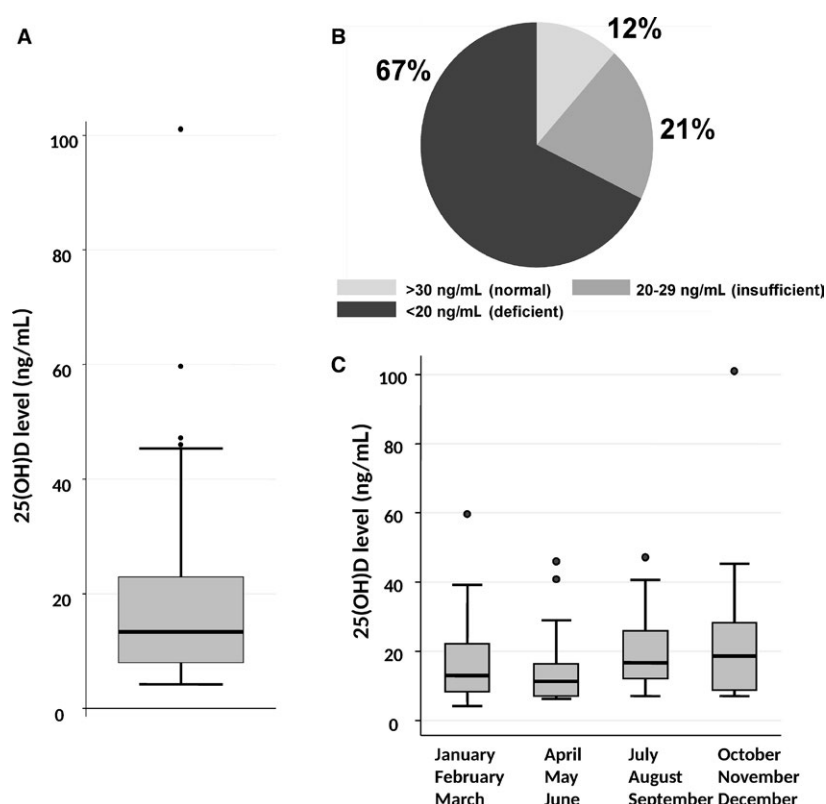 A
25(OH)D level (ng/mL)
100
80
60
40
20
0
B
12%
67%
21%
>30 ng/mL (normal)
20-29 ng/mL (insufficient)
<20 ng/mL (deficient)
C
25(OH)D level (ng/mL)
100
80
60
40
20
0
January
February
March
April
May
June
July
August
September
October
November
December